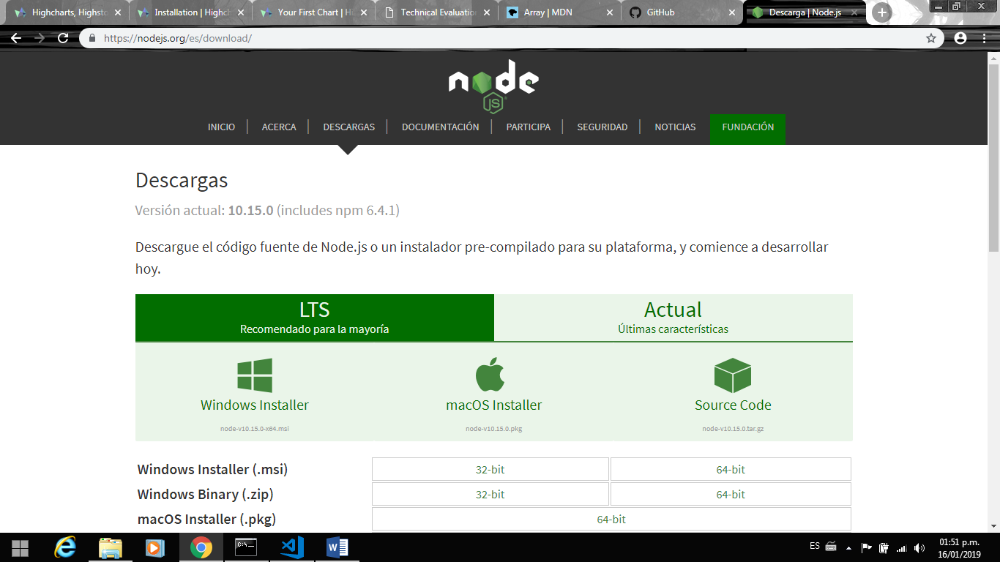 Highcharts, Highsto
Installation | Highch
Your First Chart | Hi
Technical Evaluation
Array | MDN
GitHub
Descarga | Node.js
https://nodejs.org/es/download/
node
JS
INICIO
ACERCA
DESCARGAS
DOCUMENTACIÓN
PARTICIPA
SEGURIDAD
NOTICIAS
FUNDACIÓN
Descargas
Versión actual: 10.15.0 (includes npm 6.4.1)
Descargue el código fuente de Node.js o un instalador pre-compilado para su plataforma, y comience a desarrollar
hoy.
LTS
Recomendado para la mayoría
Actual
Últimas características
Windows Installer
node-v10.15.0-x64.msi
macOS Installer
node-v10.15.0.pkg
Source Code
node-v10.15.0.tar.gz
Windows Installer (.msi)
32-bit
64-bit
Windows Binary (.zip)
32-bit
64-bit
macOS Installer (.pkg)
64-bit
C:\_
W
ES
01:51 p.m.
16/01/2019